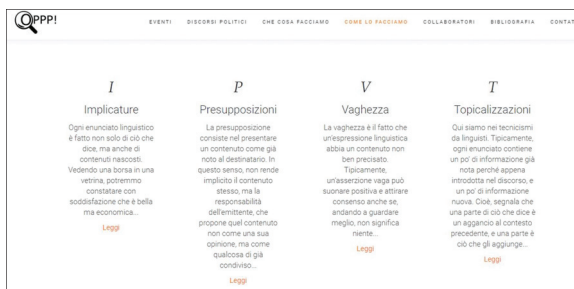 OPPP!
EVENTI DISCORSI POLITICI CHE COSA FACCIAMO COME LO FACCIAMO COLLABORATORI BIBLIOGRAFIA CONTAT
I
Implicature
Ogni enunciato linguistico
è fatto non solo di ciò che
dice, ma anche di
contenuti nascosti.
Vedendo una borsa in una
vetrina, potremmo
constatare con
soddisfazione che è bella
ma economica...
Leggi
P
Presupposizioni
La presupposizione
consiste nel presentare
un contenuto come già
noto al destinatario. In
questo senso, non rende
implicito il contenuto
stesso, ma la
responsabilità
dell'emittente, che
propone quel contenuto
non come una sua
opinione, ma come
qualcosa di già
condiviso...
Leggi
V
Vaghezza
La vaghezza è il fatto che
un'espressione linguistica
abbia un contenuto non
ben precisato.
Tipicamente,
un'asserzione vaga può
suonare positiva e attirare
consenso anche se,
andando a guardare
meglio, non significa
niente...
Leggi
T
Topicalizzazioni
Qui siamo nei tecnicismi
da linguisti. Tipicamente,
ogni enunciato contiene
un po' di informazione già
nota perché appena
introdotta nel discorso, e
un po' di informazione
nuova. Cioè, segnala che
una parte di ciò che dice è
un aggancio al contesto
precedente, e una parte è
ciò che gli aggiunge...
Leggi